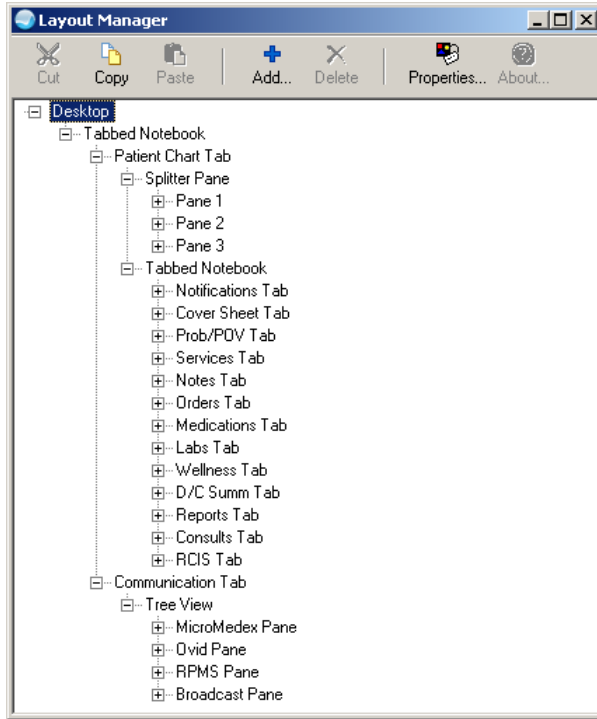 Layout Manager
Cut Copy Paste Add... Delete Properties... About...
Desktop
Tabbed Notebook
Patient Chart Tab
Splitter Pane
Pane 1
Pane 2
Pane 3
Tabbed Notebook
Notifications Tab
Cover Sheet Tab
Prob/POV Tab
Services Tab
Notes Tab
Orders Tab
Medications Tab
Labs Tab
Wellness Tab
D/C Summ Tab
Reports Tab
Consults Tab
RCIS Tab
Communication Tab
Tree View
MicroMedex Pane
Ovid Pane
RPMS Pane
Broadcast Pane